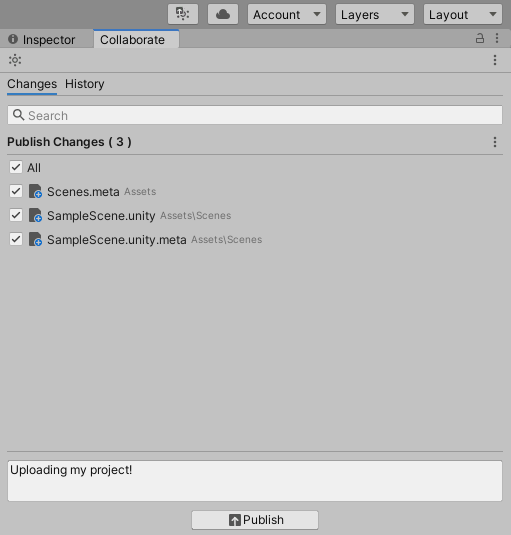 Account Layers Layout
Inspector Collaborate
Changes History
Search
Publish Changes ( 3 )
All
Scenes.meta Assets
SampleScene.unity Assets\Scenes
SampleScene.unity.meta Assets\Scenes
Uploading my project!
Publish